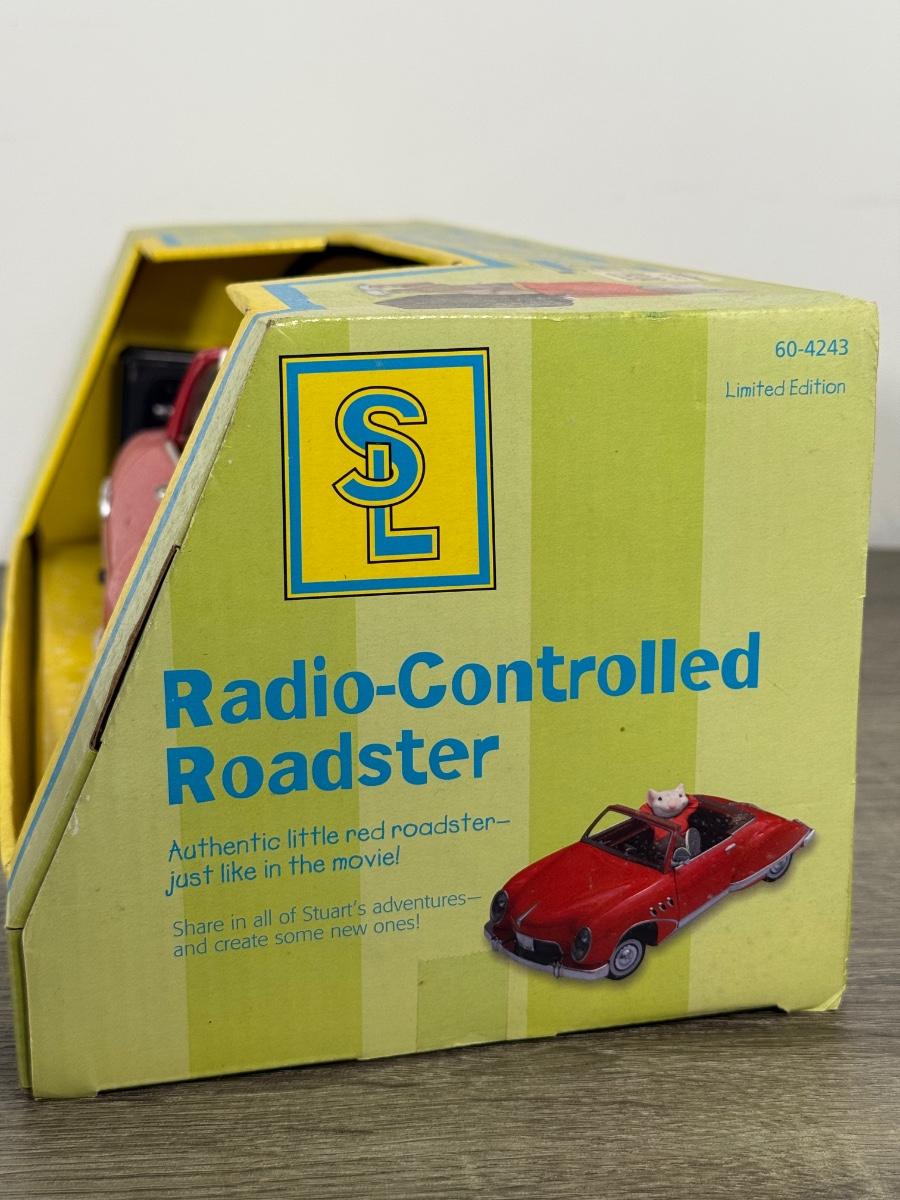 60-4243
Limited Edition
SL
Radio-Controlled
Roadster
Authentic little red roadster—
just like in the movie!
Share in all of Stuart's adventures—
and create some new ones!